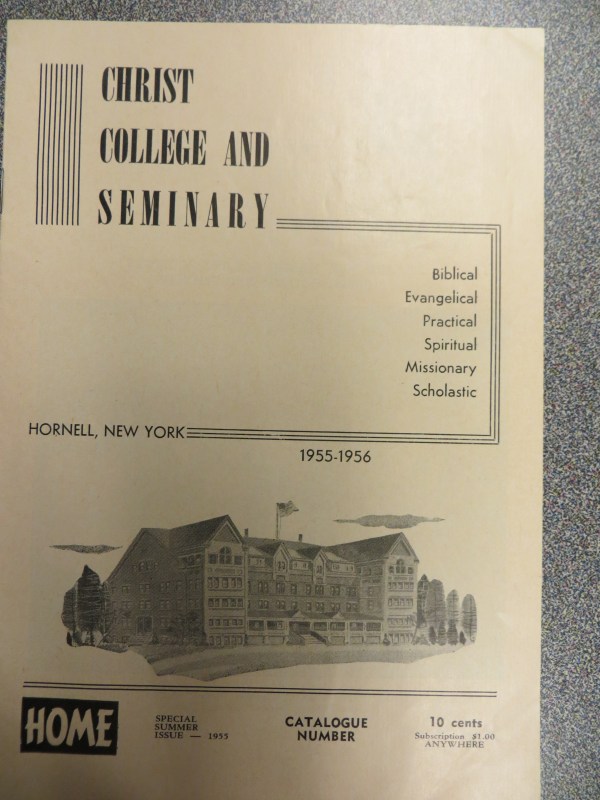 CHRIST
COLLEGE AND
SEMINARY
Biblical
Evangelical
Practical
Spiritual
Missionary
Scholastic
HORNELL, NEW YORK
1955-1956
HOME
SPECIAL
SUMMER
ISSUE — 1955
CATALOGUE
NUMBER
10 cents
Subscription $1.00
ANYWHERE